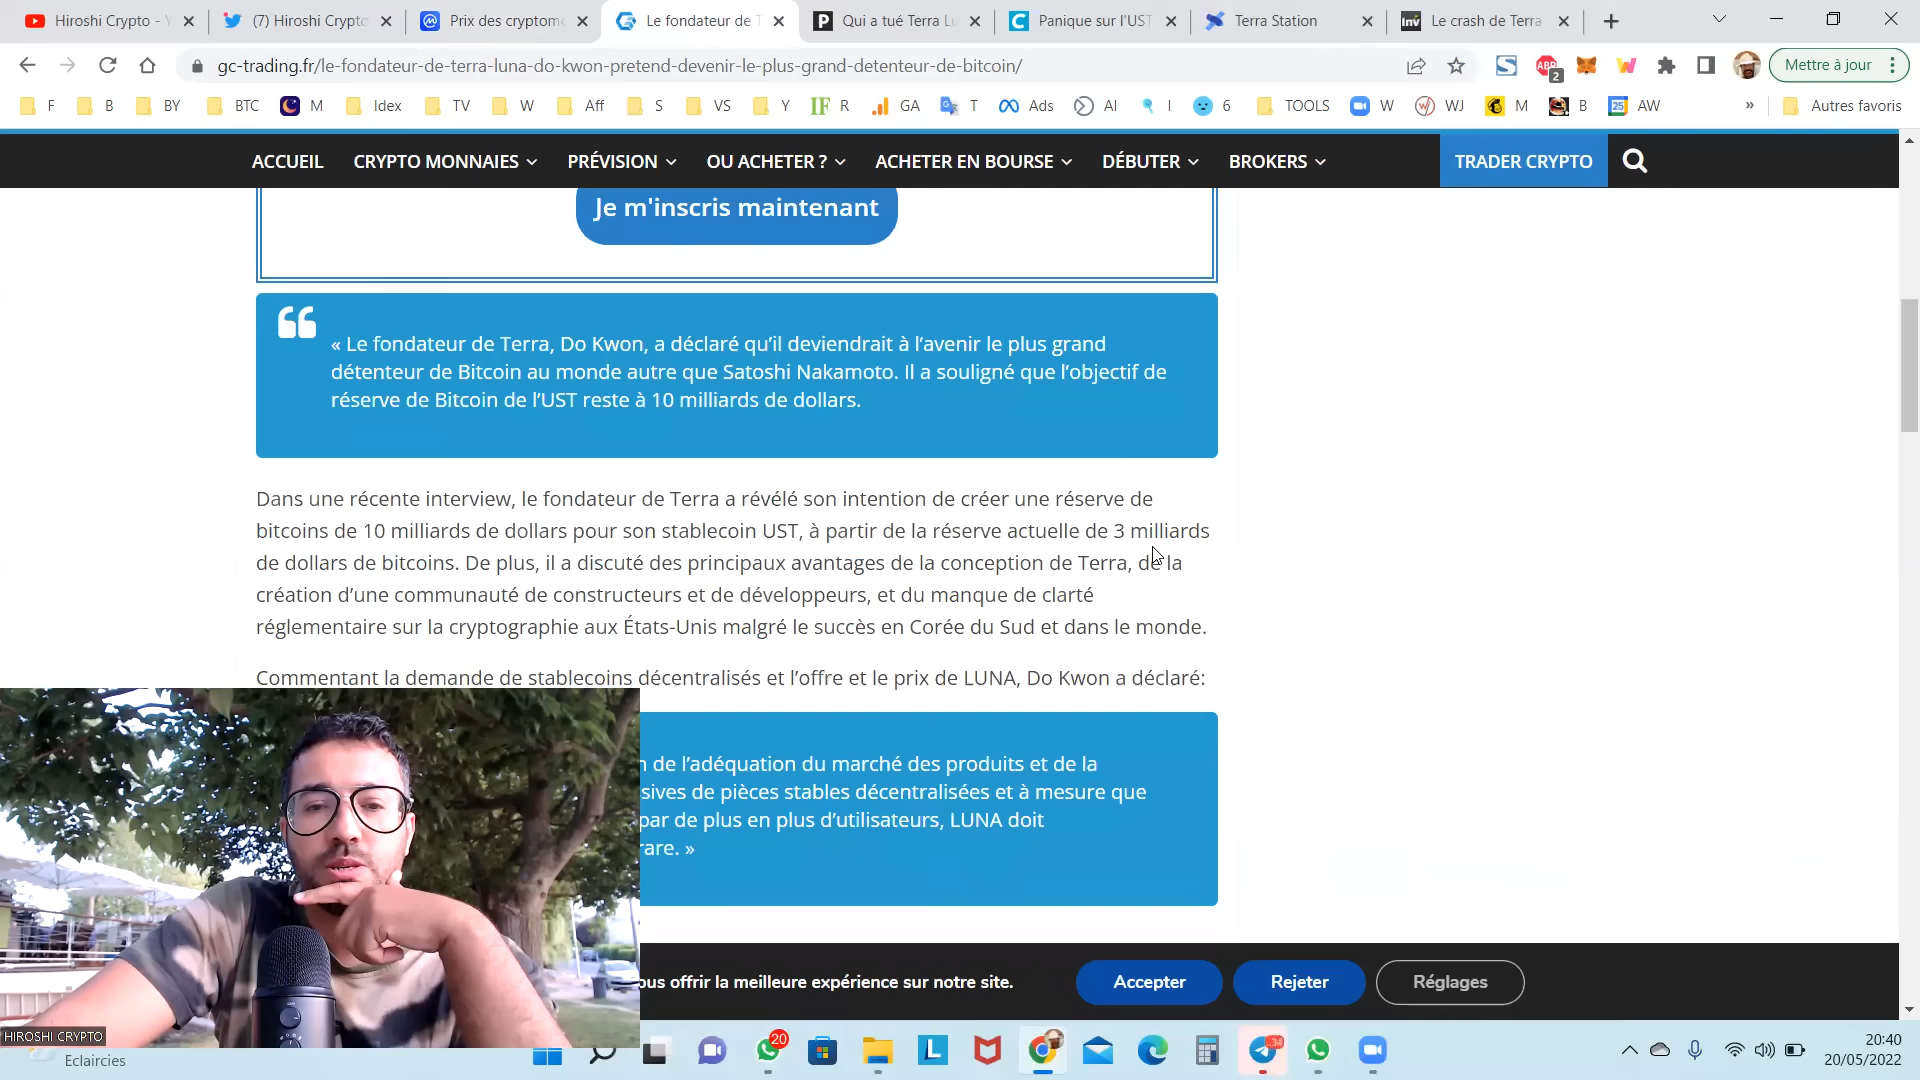 Hiroshi Crypto - Y
(7) Hiroshi Crypto
Prix des cryptom
Le fondateur de T
Qui a tué Terra Lu
Panique sur l'UST
Terra Station
Le crash de Terra
gc-trading.fr/le-fondateur-de-terra-luna-do-kwon-pretend-devenir-le-plus-grand-detenteur-de-bitcoin/
ABP
2
Mettre à jour
F
B
BY
BTC
M
Idex
TV
W
Aff
S
VS
Y
IF
R
GA
T
Ads
AI
I
6
TOOLS
W
WJ
M
B
25
AW
»
Autres favoris
ACCUEIL
CRYPTO MONNAIES
PRÉVISION
OU ACHETER ?
ACHETER EN BOURSE
DÉBUTER
BROKERS
TRADER CRYPTO
Je m'inscris maintenant
« Le fondateur de Terra, Do Kwon, a déclaré qu'il deviendrait à l'avenir le plus grand
détenteur de Bitcoin au monde autre que Satoshi Nakamoto. Il a souligné que l'objectif de
réserve de Bitcoin de l'UST reste à 10 milliards de dollars.
Dans une récente interview, le fondateur de Terra a révélé son intention de créer une réserve de
bitcoins de 10 milliards de dollars pour son stablecoin UST, à partir de la réserve actuelle de 3 milliards
de dollars de bitcoins. De plus, il a discuté des principaux avantages de la conception de Terra, de la
création d'une communauté de constructeurs et de développeurs, et du manque de clarté
réglementaire sur la cryptographie aux États-Unis malgré le succès en Corée du Sud et dans le monde.
Commentant la demande de stablecoins décentralisés et l'offre et le prix de LUNA, Do Kwon a déclaré:
n de l'adéquation du marché des produits et de la
sives de pièces stables décentralisées et à mesure que
par de plus en plus d'utilisateurs, LUNA doit
rare. »
ous offrir la meilleure expérience sur notre site.
Accepter
Rejeter
Réglages
HIROSHI CRYPTO
Eclaircies
20
L
34
20:40
20/05/2022